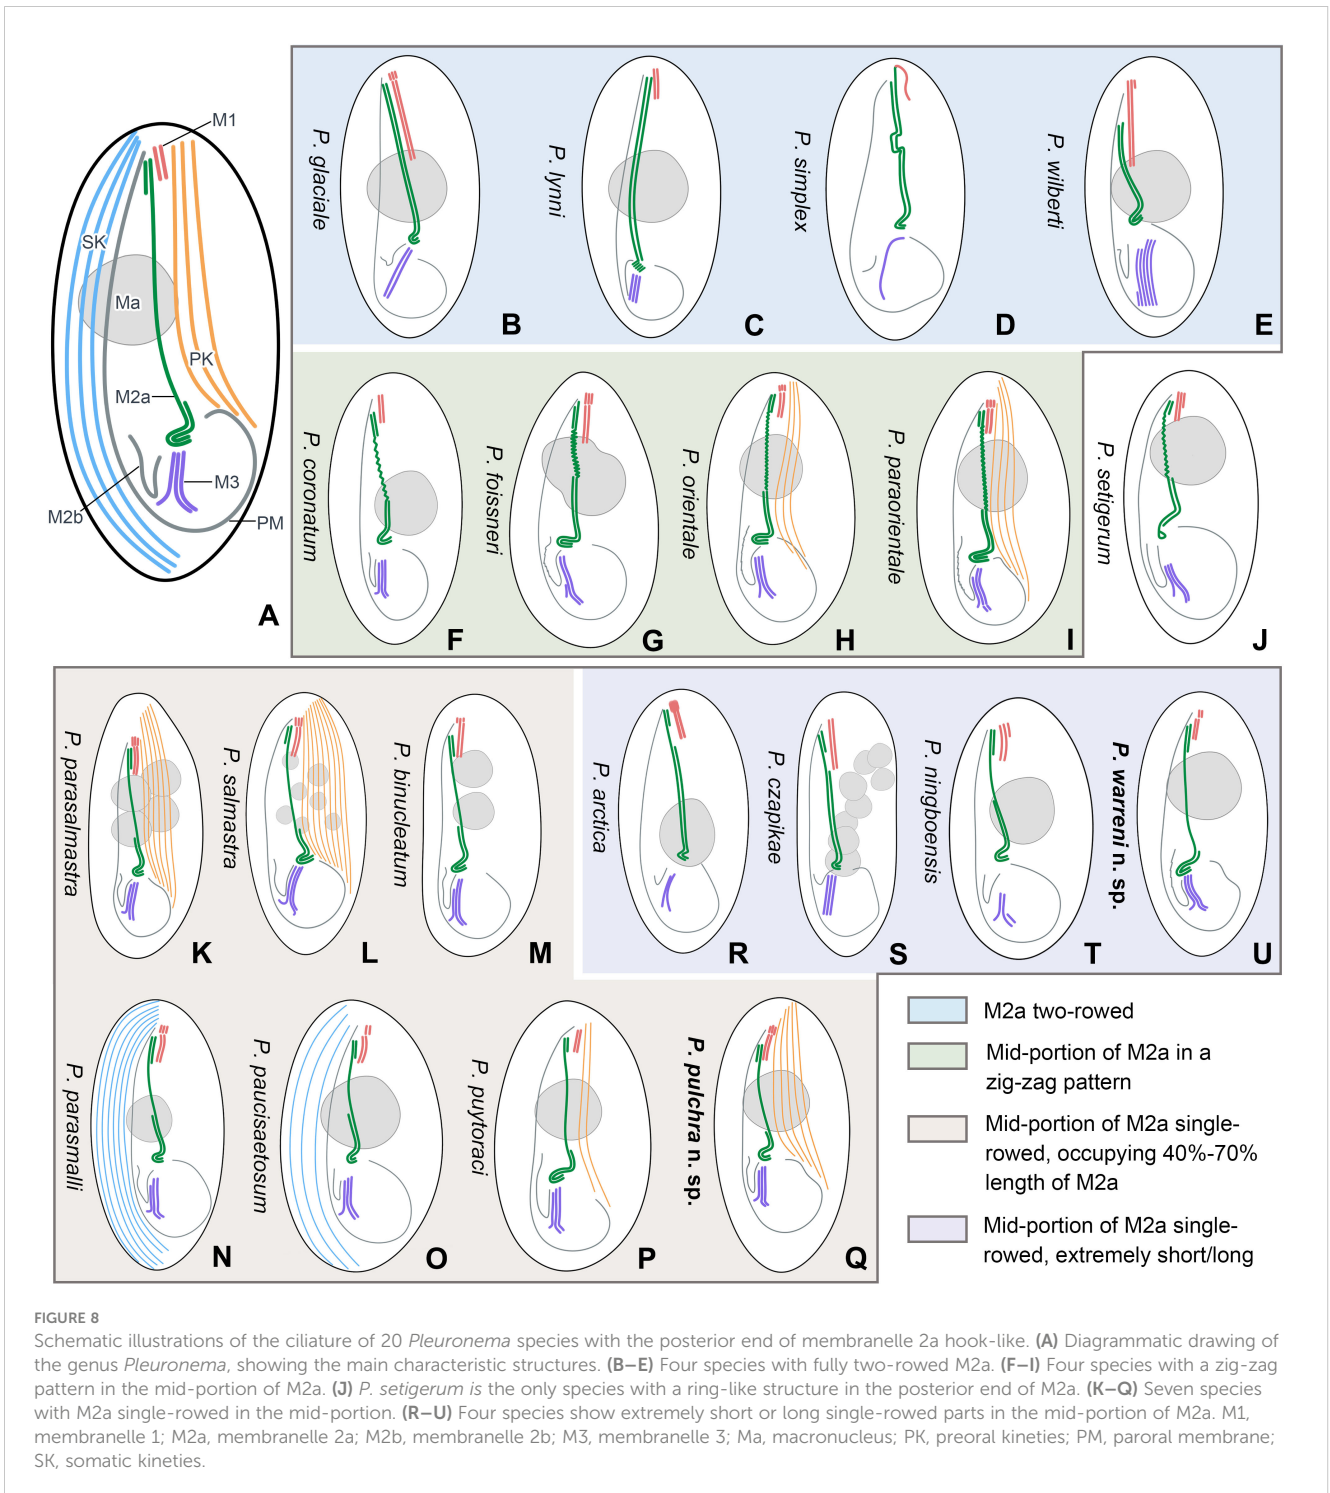 M1
SK
Ma
PK
M2a
M3
M2b
PM
A
P. glaciale
B
P. lynni
C
P. simplex
D
P. wilberti
E
P. coronatum
F
P. foissneri
G
P. orientale
H
P. paraorientale
I
P. setigerum
J
P. parasalmastra
K
P. salmastra
L
P. binucleatum
M
P. arctica
R
P. czapikae
S
P. ningboensis
T
P. warreni n. sp.
U
P. parasmalli
N
P. paucisaetosum
O
P. puytoraci
P
P. pulchra n. sp.
Q
M2a two-rowed
Mid-portion of M2a in a
zig-zag pattern
Mid-portion of M2a single-
rowed, occupying 40%-70%
length of M2a
Mid-portion of M2a single-
rowed, extremely short/long
FIGURE 8
Schematic illustrations of the ciliature of 20 Pleuronema species with the posterior end of membranelle 2a hook-like. (A) Diagrammatic drawing of
the genus Pleuronema, showing the main characteristic structures. (B–E) Four species with fully two-rowed M2a. (F–I) Four species with a zig-zag
pattern in the mid-portion of M2a. (J) P. setigerum is the only species with a ring-like structure in the posterior end of M2a. (K–Q) Seven species
with M2a single-rowed in the mid-portion. (R–U) Four species show extremely short or long single-rowed parts in the mid-portion of M2a. M1,
membranelle 1; M2a, membranelle 2a; M2b, membranelle 2b; M3, membranelle 3; Ma, macronucleus; PK, preoral kineties; PM, paroral membrane;
SK, somatic kineties.